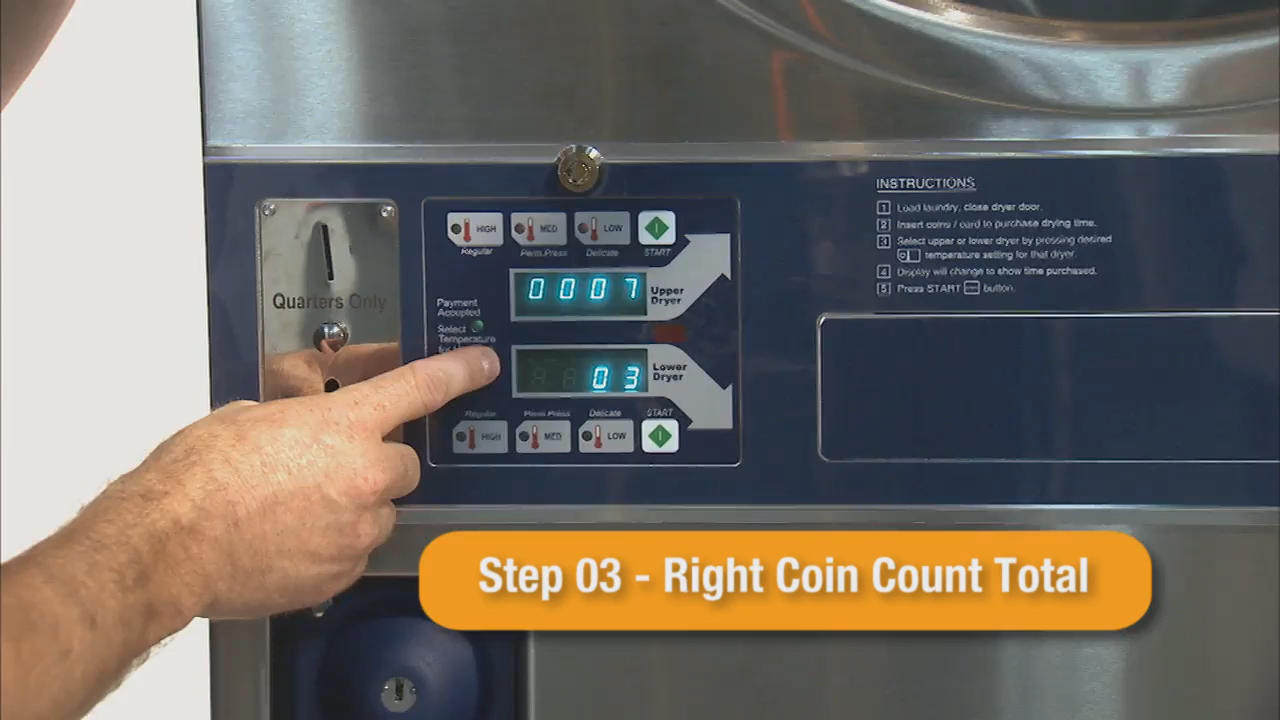 INSTRUCTIONS
1 Load laundry, close dryer door.
2 Insert coins / card to purchase drying time.
3 Select upper or lower dryer by pressing desired
temperature setting for that dryer.
4 Display will change to show time purchased.
5 Press START button.
HIGH MED LOW
Regular Perm.Press Delicate START
0007
Upper
Dryer
Quarters Only
Payment
Accepted
Select
Temperature
for
03
Lower
Dryer
Regular Perm.Press Delicate START
HIGH MED LOW
Step 03 - Right Coin Count Total